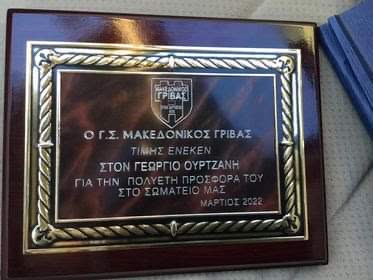 ΜΑΚΕΔΟΝΙΚΟΣ
ΓΡΙΒΑΣ
Ο Γ.Σ. ΜΑΚΕΔΟΝΙΚΟΣ ΓΡΙΒΑΣ
ΤΙΜΗΣ ΕΝΕΚΕΝ
ΣΤΟΝ ΓΕΩΡΓΙΟ ΟΥΡΤΖΑΝΗ
ΓΙΑ ΤΗΝ ΠΟΛΥΕΤΗ ΠΡΟΣΦΟΡΑ ΤΟΥ
ΣΤΟ ΣΩΜΑΤΕΙΟ ΜΑΣ
ΜΑΡΤΙΟΣ 2022